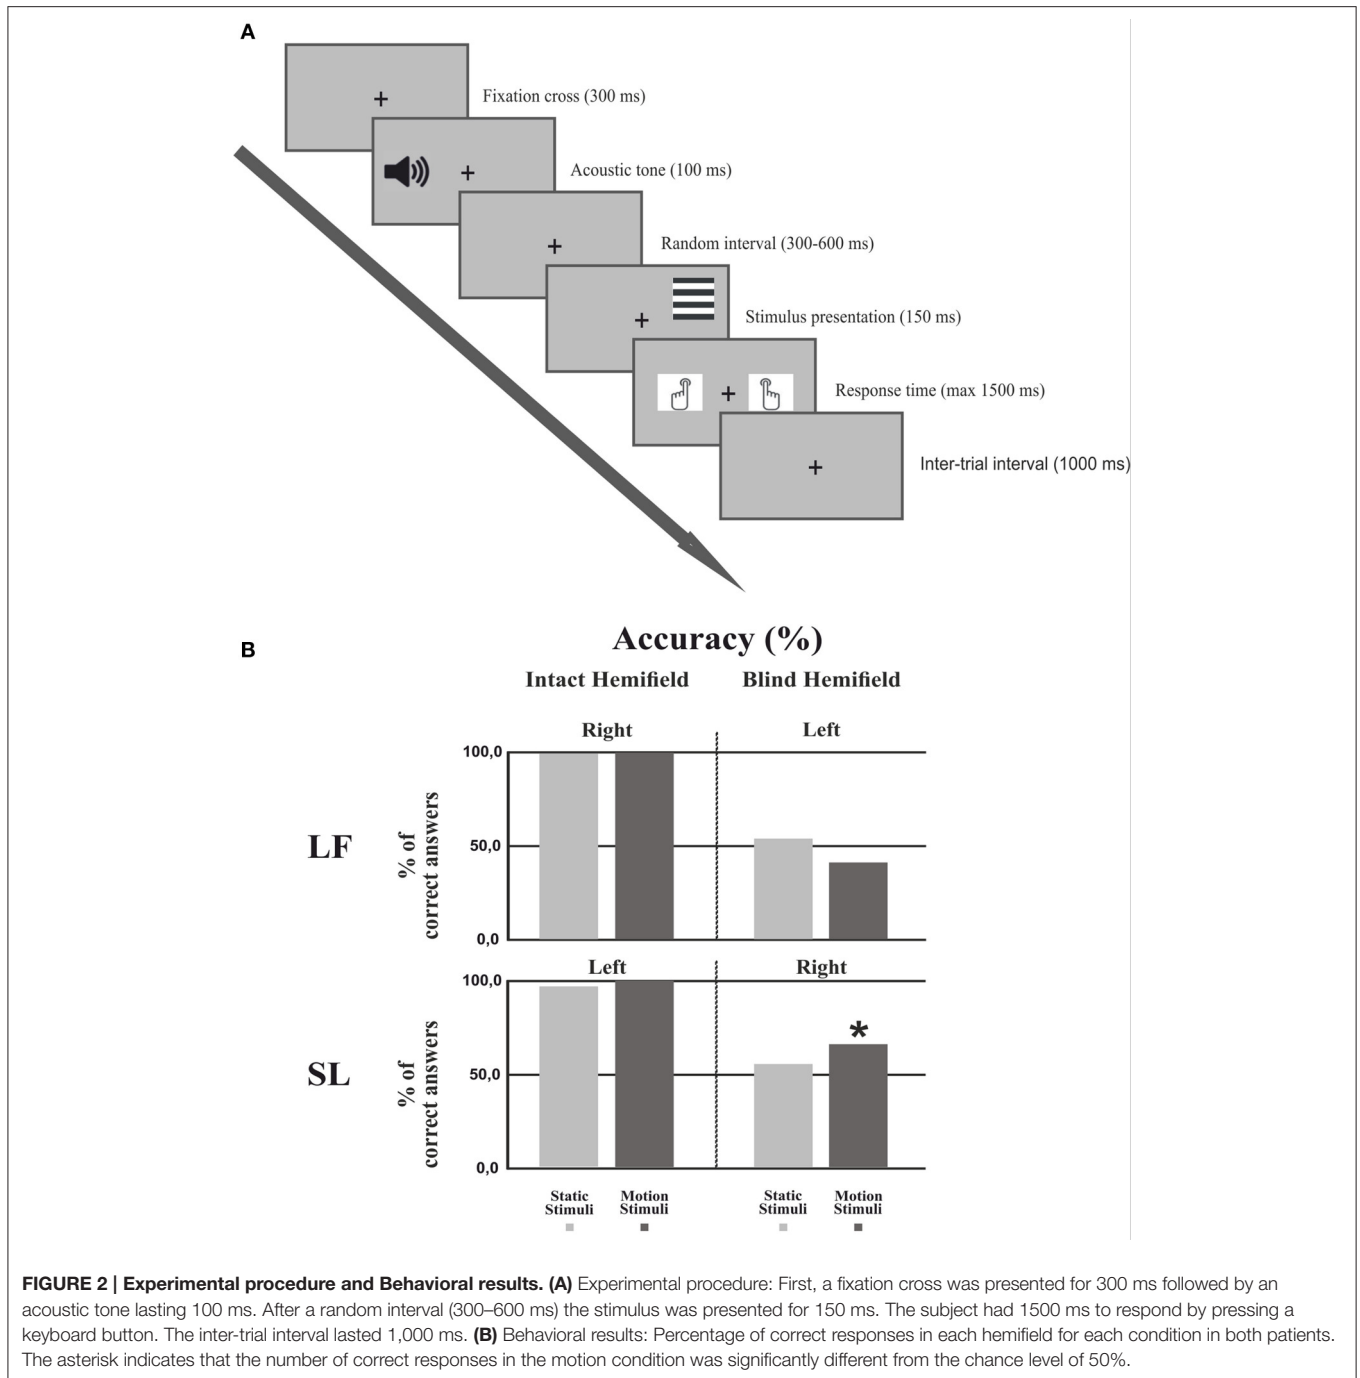 A
Fixation cross (300 ms)
Acoustic tone (100 ms)
Random interval (300-600 ms)
Stimulus presentation (150 ms)
Response time (max 1500 ms)
Inter-trial interval (1000 ms)
B
Accuracy (%)
Intact Hemifield Blind Hemifield
Right Left
LF
% of
correct answers
100,0
50,0
0,0
Left Right
SL
% of
correct answers
100,0
50,0
0,0
Static Motion Static Motion
Stimuli Stimuli Stimuli Stimuli
*
FIGURE 2 | Experimental procedure and Behavioral results. (A) Experimental procedure: First, a fixation cross was presented for 300 ms followed by an
acoustic tone lasting 100 ms. After a random interval (300–600 ms) the stimulus was presented for 150 ms. The subject had 1500 ms to respond by pressing a
keyboard button. The inter-trial interval lasted 1,000 ms. (B) Behavioral results: Percentage of correct responses in each hemifield for each condition in both patients.
The asterisk indicates that the number of correct responses in the motion condition was significantly different from the chance level of 50%.